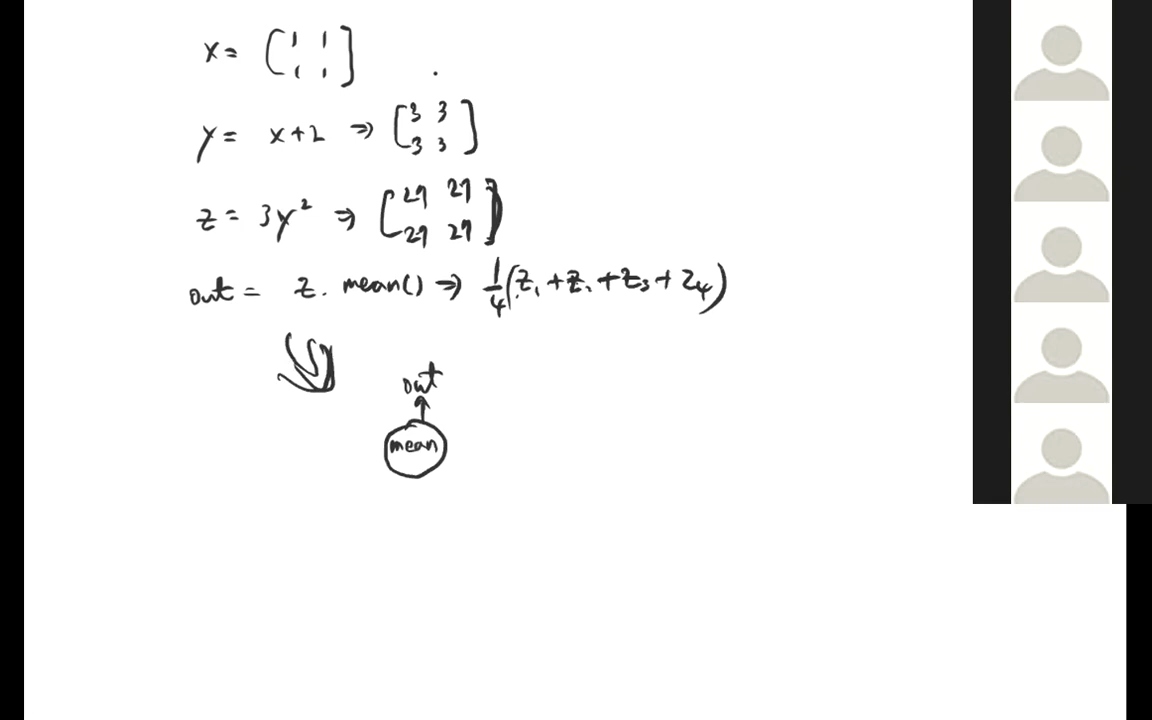 x = [1 1
1 1]
y = x+2 ⇒ [3 3
3 3]
z = 3y² ⇒ [27 27
27 27]
out = z. mean() ⇒ 1/4(z₁+z₁+z₃+z₄)
out
mean